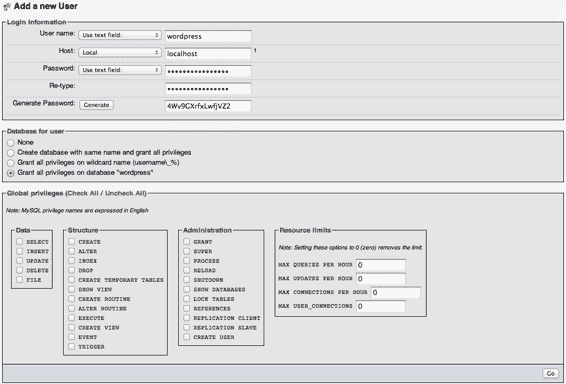 Add a new User
Login Information
User name: Use text field: wordpress
Host: Local localhost 1
Password: Use text field: ••••••••••••••••
Re-type: ••••••••••••••••
Generate Password: Generate 4Wv9CXrfxLwfjVZ2
Database for user
None
Create database with same name and grant all privileges
Grant all privileges on wildcard name (username\_%)
Grant all privileges on database "wordpress"
Global privileges (Check All / Uncheck All)
Note: MySQL privilege names are expressed in English
Data
SELECT
INSERT
UPDATE
DELETE
FILE
Structure
CREATE
ALTER
INDEX
DROP
CREATE TEMPORARY TABLES
SHOW VIEW
CREATE ROUTINE
ALTER ROUTINE
EXECUTE
CREATE VIEW
EVENT
TRIGGER
Administration
GRANT
SUPER
PROCESS
RELOAD
SHUTDOWN
SHOW DATABASES
LOCK TABLES
REFERENCES
REPLICATION CLIENT
REPLICATION SLAVE
CREATE USER
Resource limits
Note: Setting these options to 0 (zero) removes the limit.
MAX QUERIES PER HOUR 0
MAX UPDATES PER HOUR 0
MAX CONNECTIONS PER HOUR 0
MAX USER_CONNECTIONS 0
Go